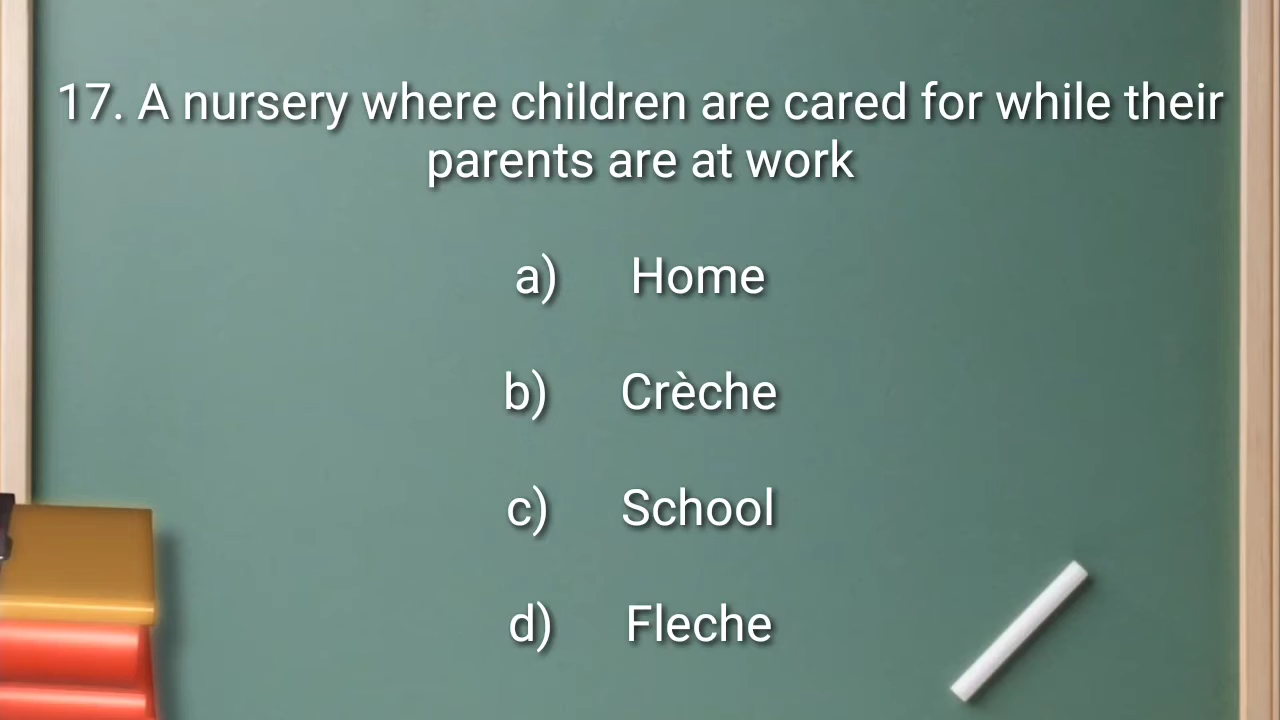 17. A nursery where children are cared for while their
parents are at work
a) Home
b) Crèche
c) School
d) Fleche